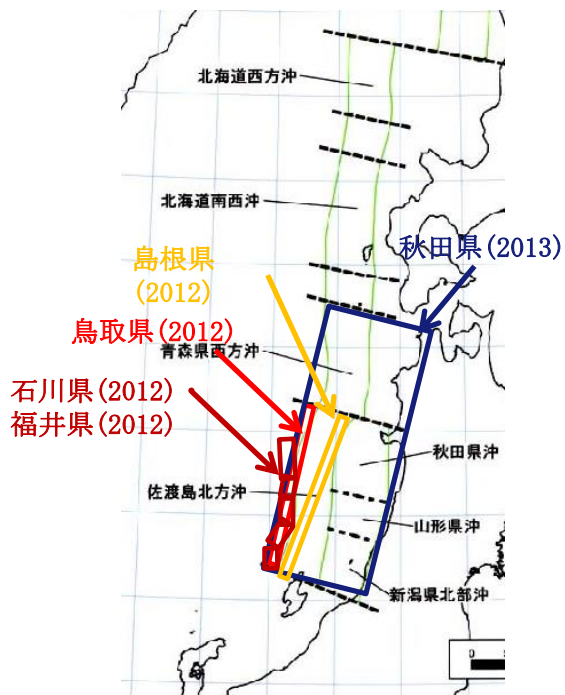 北海道西方沖
北海道南西沖
秋田県(2013)
島根県
(2012)
鳥取県(2012)
青森県西方沖
石川県(2012)
福井県(2012)
秋田県沖
佐渡島北方沖
山形県沖
新潟県北部沖
0